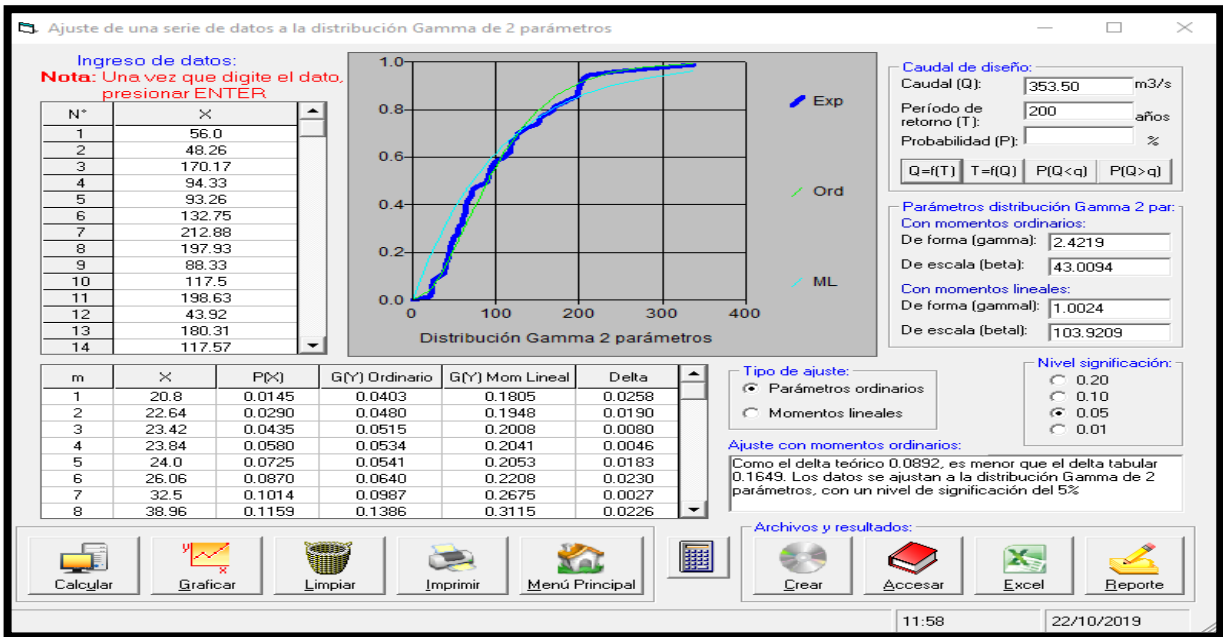 Ajuste de una serie de datos a la distribución Gamma de 2 parámetros
Ingreso de datos:
Nota: Una vez que digite el dato,
presionar ENTER
N° X
1 56.0
2 48.26
3 170.17
4 94.33
5 93.26
6 132.75
7 212.88
8 197.93
9 88.33
10 117.5
11 198.63
12 43.92
13 180.31
14 117.57
1.0
0.8
0.6
0.4
0.2
0.0
0 100 200 300 400
Distribución Gamma 2 parámetros
Exp
Ord
ML
Caudal de diseño:
Caudal (Q): 353.50 m3/s
Período de
retorno (T): 200 años
Probabilidad (P): %
Q=f(T) T=f(Q) P(Q<q) P(Q>q)
Parámetros distribución Gamma 2 par:
Con momentos ordinarios:
De forma (gamma): 2.4219
De escala (beta): 43.0094
Con momentos lineales:
De forma (gammal): 1.0024
De escala (betal): 103.9209
m X P(X) G(Y) Ordinario G(Y) Mom Lineal Delta
1 20.8 0.0145 0.0403 0.1805 0.0258
2 22.64 0.0290 0.0480 0.1948 0.0190
3 23.42 0.0435 0.0515 0.2008 0.0080
4 23.84 0.0580 0.0534 0.2041 0.0046
5 24.0 0.0725 0.0541 0.2053 0.0183
6 26.06 0.0870 0.0640 0.2208 0.0230
7 32.5 0.1014 0.0987 0.2675 0.0027
8 38.96 0.1159 0.1386 0.3115 0.0226
Tipo de ajuste:
Parámetros ordinarios
Momentos lineales
Nivel significación:
0.20
0.10
0.05
0.01
Ajuste con momentos ordinarios:
Como el delta teórico 0.0892, es menor que el delta tabular
0.1649. Los datos se ajustan a la distribución Gamma de 2
parámetros, con un nivel de significación del 5%
Calcular
Graficar
Limpiar
Imprimir
Menú Principal
Archivos y resultados:
Crear
Accesar
Excel
Reporte
11:58 22/10/2019